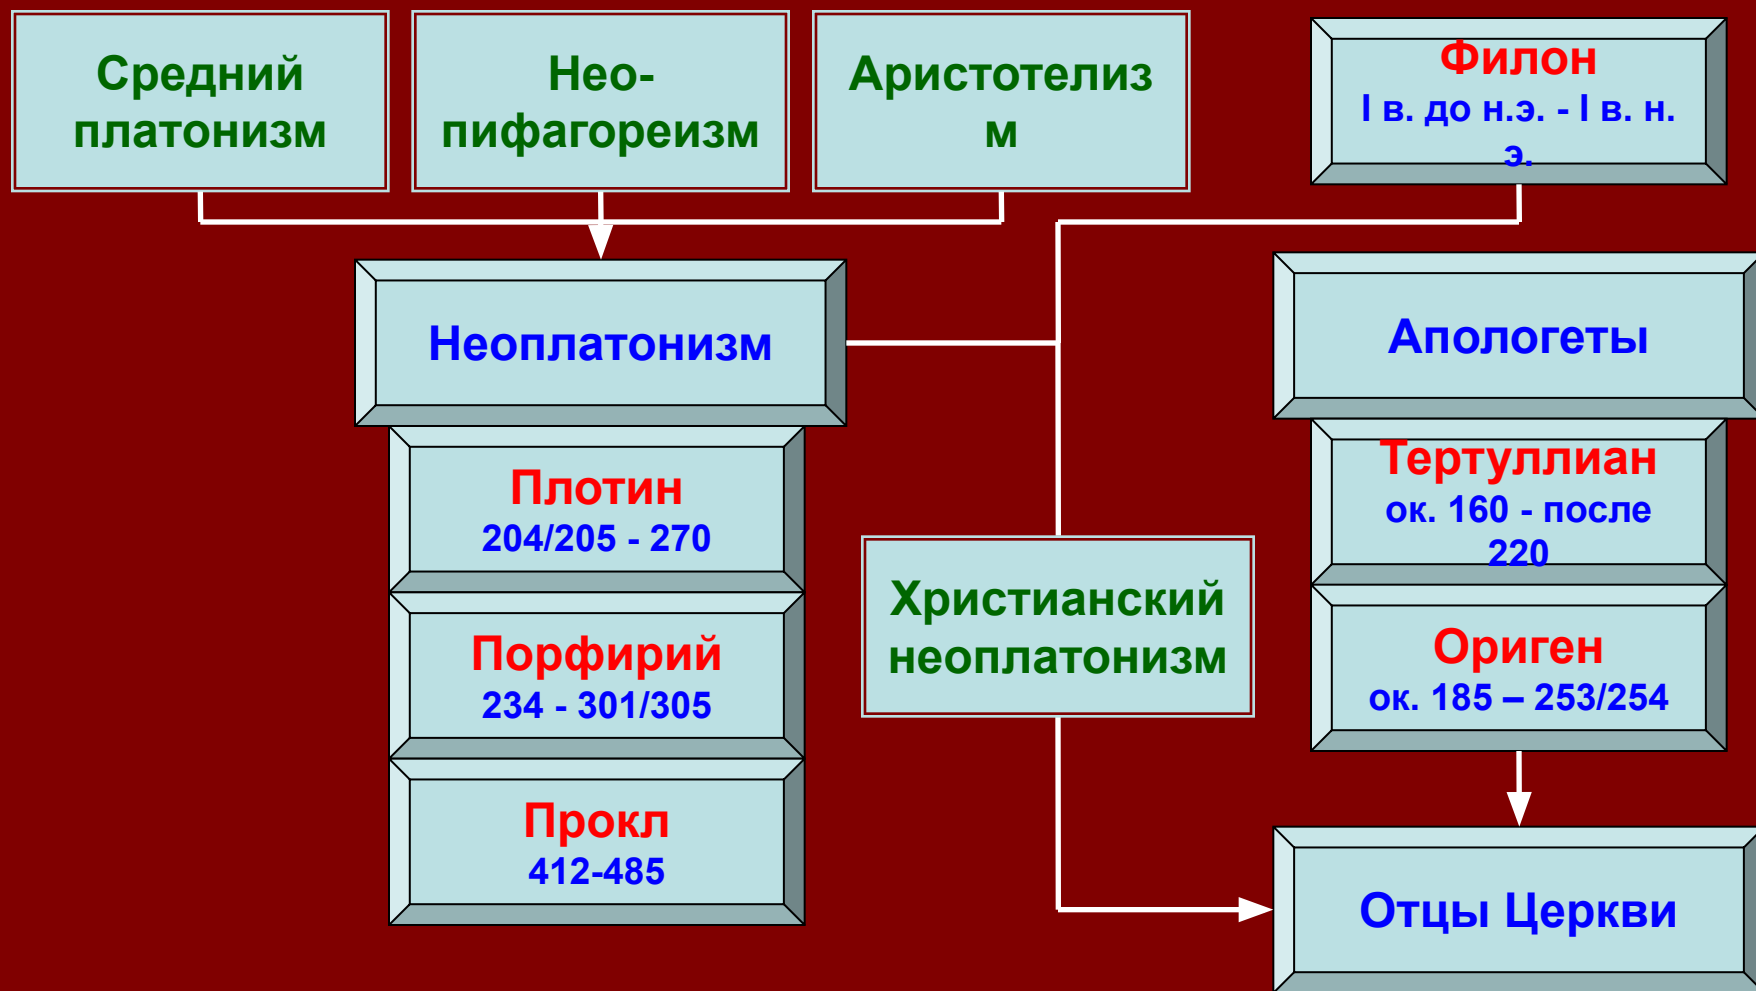 Средний
платонизм
Нео-
пифагореизм
Аристотелиз
м
Филон
I в. до н.э. - I в. н.
э.
Неоплатонизм
Апологеты
Плотин
204/205 - 270
Тертуллиан
ок. 160 - после
220
Порфирий
234 - 301/305
Христианский
неоплатонизм
Ориген
ок. 185 – 253/254
Прокл
412-485
Отцы Церкви